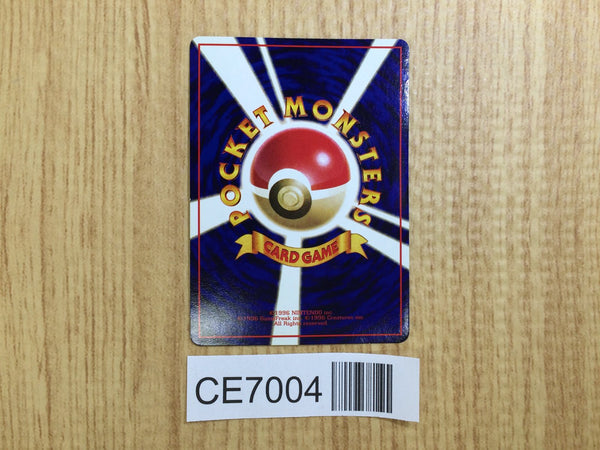 POCKET MONSTERS
CARD GAME
©1996 NINTENDO inc.
©1996 GameFreak inc. ©1996 Creatures inc.
All Rights reserved.
CE7004